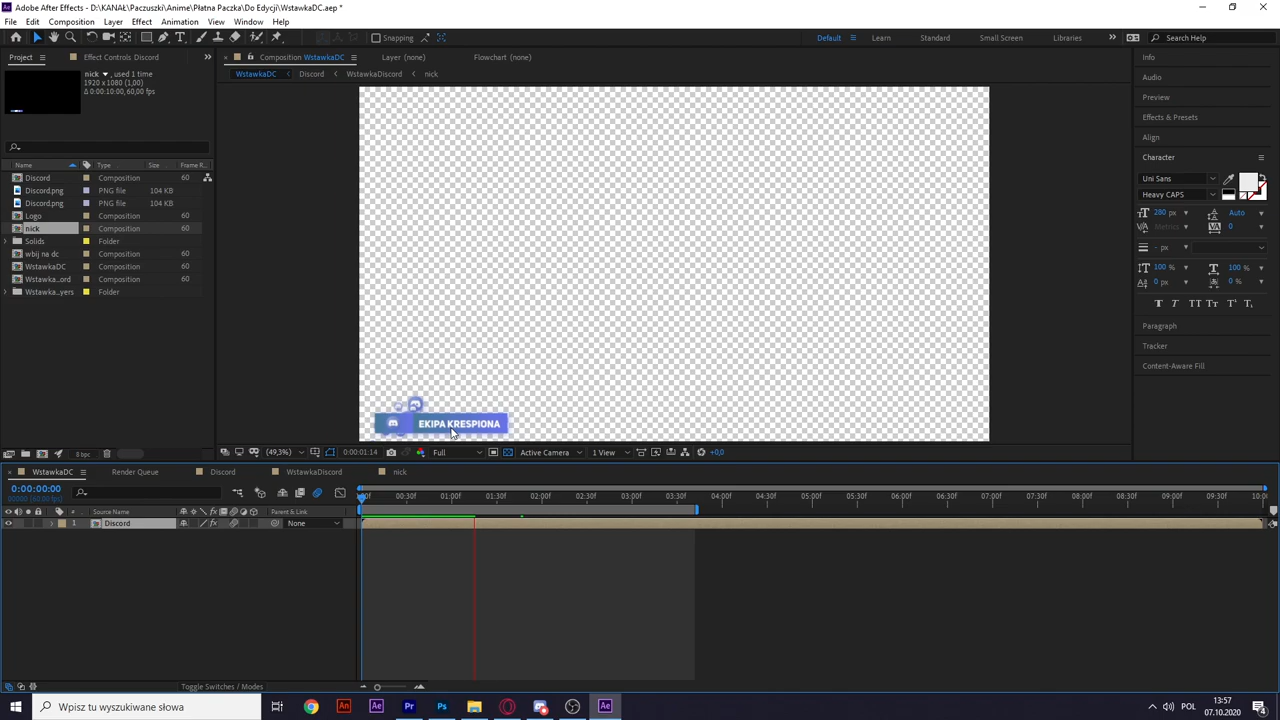 Adobe After Effects - D:\KANAŁ\Paczuszki\Anime\Płatna Paczka\Do Edycji\WstawkaDC.aep *
File Edit Composition Layer Effect Animation View Window Help
Snapping Default Learn Standard Small Screen Libraries Search Help
Project Effect Controls Discord Composition WstawkaDC Layer (none) Flowchart (none) Info
WstawkaDC Discord WstawkaDiscord nick
nick , used 1 time
1920 x 1080 (1,00)
Δ 0:00:10:00, 60,00 fps
Audio
Preview
Effects & Presets
Align
Character
Name Type Size Frame R...
Discord Composition 60
Discord.png PNG file 104 KB
Discord.png PNG file 104 KB
Logo Composition 60
nick Composition 60
Solids Folder
wbij na dc Composition 60
WstawkaDC Composition 60
Wstawka...ord Composition 60
Wstawka...yers Folder
Uni Sans
Heavy CAPS
280 px Auto
Metrics 0
- px
100 % 100 %
0 px 0 %
T T TT Tт T¹ T₁
Paragraph
Tracker
Content-Aware Fill
EKIPA KRESPIONA
8 bpc (49,3%) 0:00:01:14 Full Active Camera 1 View +0,0
WstawkaDC Render Queue Discord WstawkaDiscord nick
0:00:00:00
00000 (60.00 fps)
00f 00:30f 01:00f 01:30f 02:00f 02:30f 03:00f 03:30f 04:00f 04:30f 05:00f 05:30f 06:00f 06:30f 07:00f 07:30f 08:00f 08:30f 09:00f 09:30f 10:0
# Source Name Parent & Link
1 Discord None
Toggle Switches / Modes
Wpisz tu wyszukiwane słowa
POL
13:57
07.10.2020